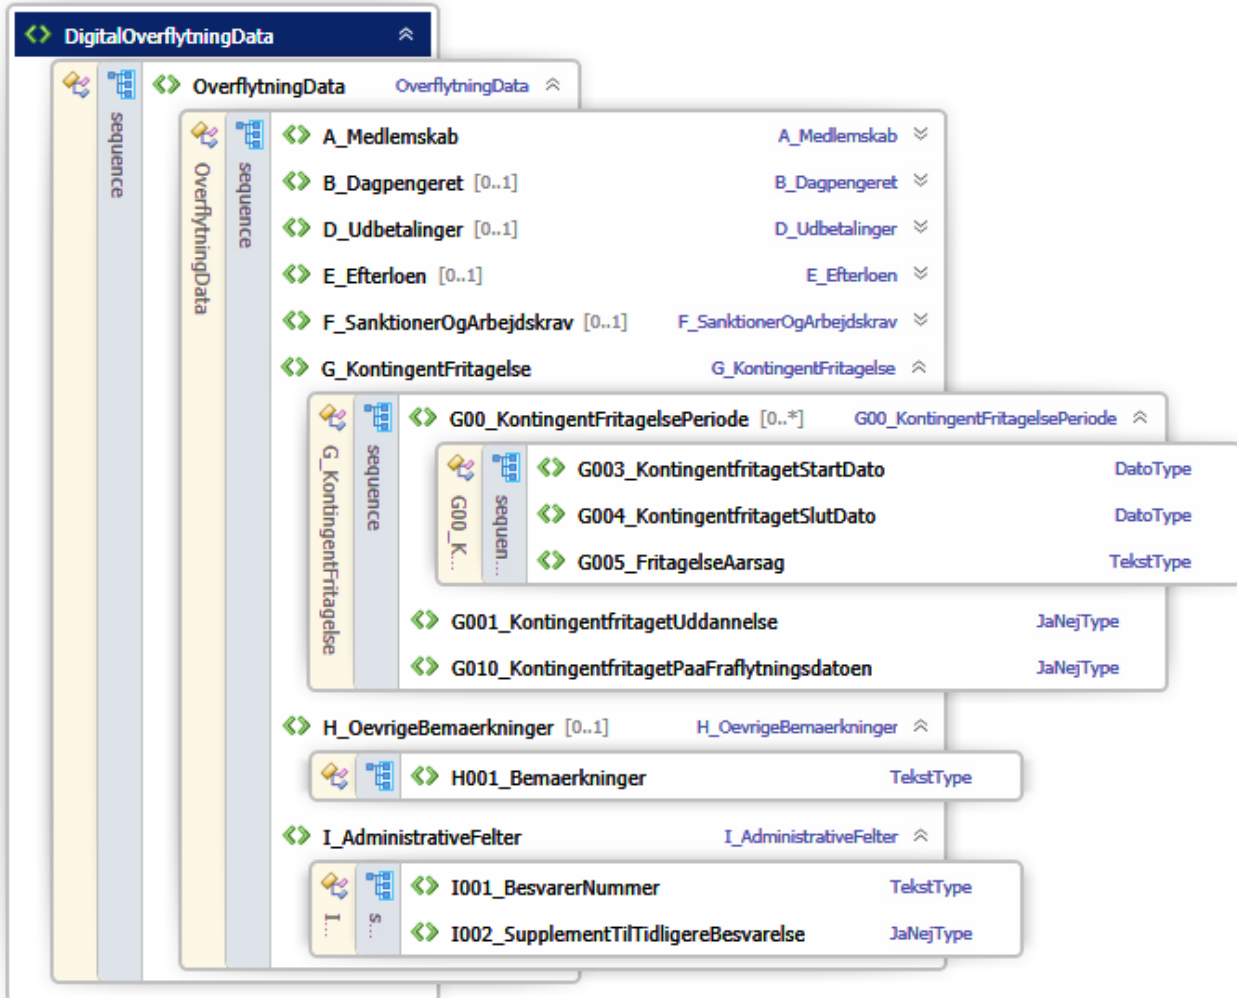 DigitalOverflytningData
OverflytningData OverflytningData
sequence
OverflytningData
sequence
A_Medlemskab A_Medlemskab
B_Dagpengeret [0..1] B_Dagpengeret
D_Udbetalinger [0..1] D_Udbetalinger
E_Efterloen [0..1] E_Efterloen
F_SanktionerOgArbejdskrav [0..1] F_SanktionerOgArbejdskrav
G_KontingentFritagelse G_KontingentFritagelse
G_KontingentFritagelse
sequence
G00_KontingentFritagelsePeriode [0..*] G00_KontingentFritagelsePeriode
G00_K...
sequen...
G003_KontingentfritagetStartDato DatoType
G004_KontingentfritagetSlutDato DatoType
G005_FritagelseAarsag TekstType
G001_KontingentfritagetUddannelse JaNejType
G010_KontingentfritagetPaaFraflytningsdatoen JaNejType
H_OevrigeBemaerkninger [0..1] H_OevrigeBemaerkninger
H001_Bemaerkninger TekstType
I_AdministrativeFelter I_AdministrativeFelter
I...
s...
I001_BesvarerNummer TekstType
I002_SupplementTilTidligereBesvarelse JaNejType